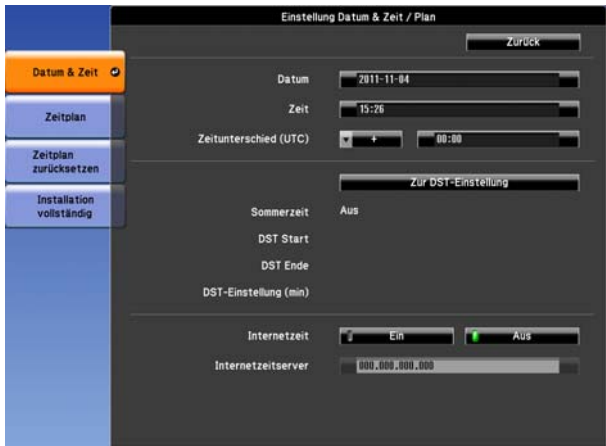 Einstellung Datum & Zeit / Plan
Zurück
Datum & Zeit
Zeitplan
Zeitplan
zurücksetzen
Installation
vollständig
Datum 2011-11-04
Zeit 15:26
Zeitunterschied (UTC) + 00:00
Zur DST-Einstellung
Sommerzeit Aus
DST Start
DST Ende
DST-Einstellung (min)
Internetzeit Ein Aus
Internetzeitserver 000.000.000.000